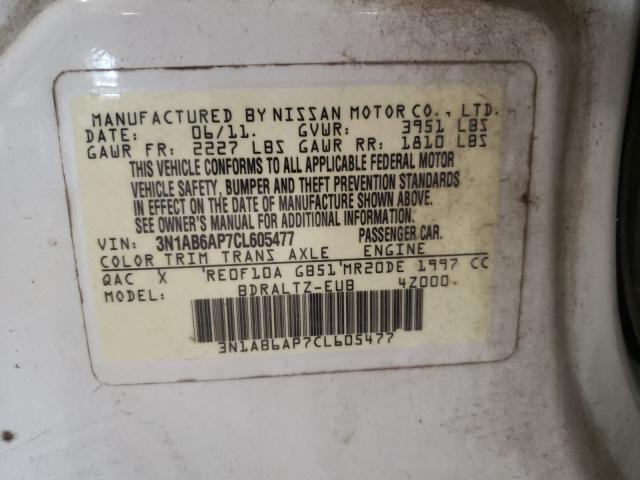 MANUFACTURED BY NISSAN MOTOR CO., LTD.
DATE: 06/11. GVWR: 3951 LBS
GAWR FR: 2227 LBS GAWR RR: 1810 LBS
THIS VEHICLE CONFORMS TO ALL APPLICABLE FEDERAL MOTOR
VEHICLE SAFETY, BUMPER AND THEFT PREVENTION STANDARDS
IN EFFECT ON THE DATE OF MANUFACTURE SHOWN ABOVE.
SEE OWNER'S MANUAL FOR ADDITIONAL INFORMATION.
VIN: 3N1AB6AP7CL605477 PASSENGER CAR.
COLOR TRIM TRANS AXLE ENGINE
QAC X 'RE0F10A GB51'MR20DE 1997 CC
MODEL: BDRALTZ-EUB 4Z000
3N1AB6AP7CL605477